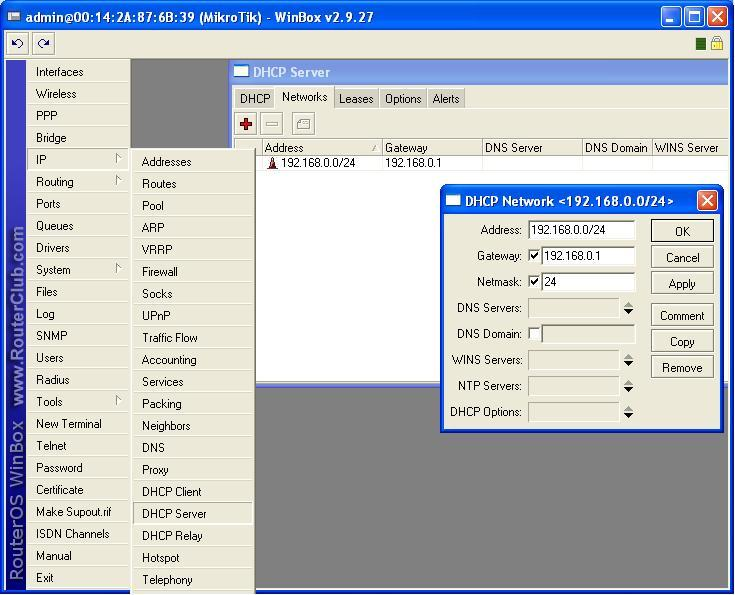 admin@00:14:2A:87:6B:39 (MikroTik) - WinBox v2.9.27
RouterOS WinBox www.RouterClub.com
Interfaces
Wireless
PPP
Bridge
IP
Routing
Ports
Queues
Drivers
System
Files
Log
SNMP
Users
Radius
Tools
New Terminal
Telnet
Password
Certificate
Make Supout.rif
ISDN Channels
Manual
Exit
Addresses
Routes
Pool
ARP
VRRP
Firewall
Socks
UPnP
Traffic Flow
Accounting
Services
Packing
Neighbors
DNS
Proxy
DHCP Client
DHCP Server
DHCP Relay
Hotspot
Telephony
DHCP Server
DHCP Networks Leases Options Alerts
Address Gateway DNS Server DNS Domain WINS Server
192.168.0.0/24 192.168.0.1
DHCP Network <192.168.0.0/24>
Address: 192.168.0.0/24
Gateway: 192.168.0.1
Netmask: 24
DNS Servers:
DNS Domain:
WINS Servers:
NTP Servers:
DHCP Options:
OK
Cancel
Apply
Comment
Copy
Remove